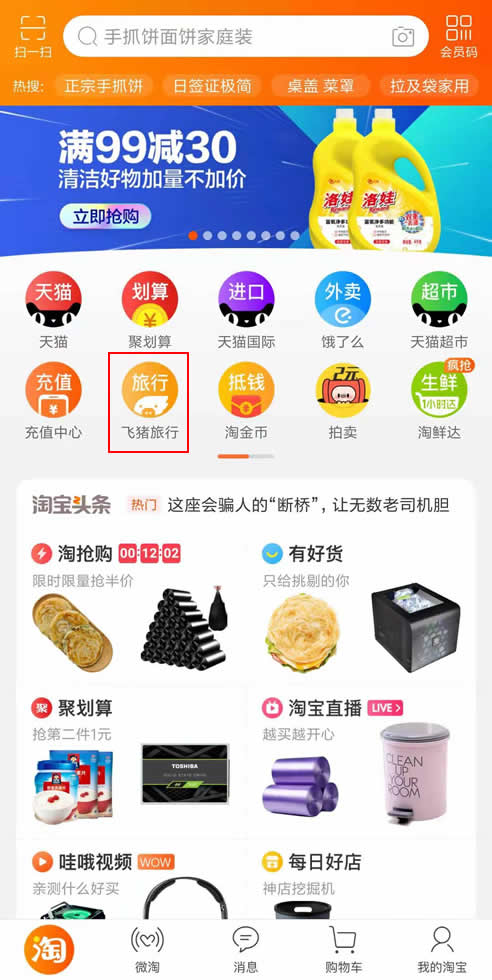 手抓饼面饼家庭装
扫一扫
会员码
热搜: 正宗手抓饼 日签证极简 桌盖 菜罩 拉及袋家用
满99减30
清洁好物加量不加价
立即抢购
洛娃
洛娃
天猫 划算 进口 外卖 超市
天猫 聚划算 天猫国际 饿了么 天猫超市
疯抢
充值 旅行 抵钱 2元 生鲜
1小时达
充值中心 飞猪旅行 淘金币 拍卖 淘鲜达
淘宝头条 热门 这座会骗人的“断桥”，让无数老司机胆
淘抢购 00:12:02
限时限量抢半价
有好货
只给挑剔的你
聚 聚划算
抢第二件1元
TOSHIBA
SOLID STATE DRIVE
淘宝直播 LIVE
越买越开心
CLEAN
UP
YOUR
ROOM
哇哦视频 WOW
亲测什么好买
每日好店
神店挖掘机
淘 微淘 消息 购物车 我的淘宝